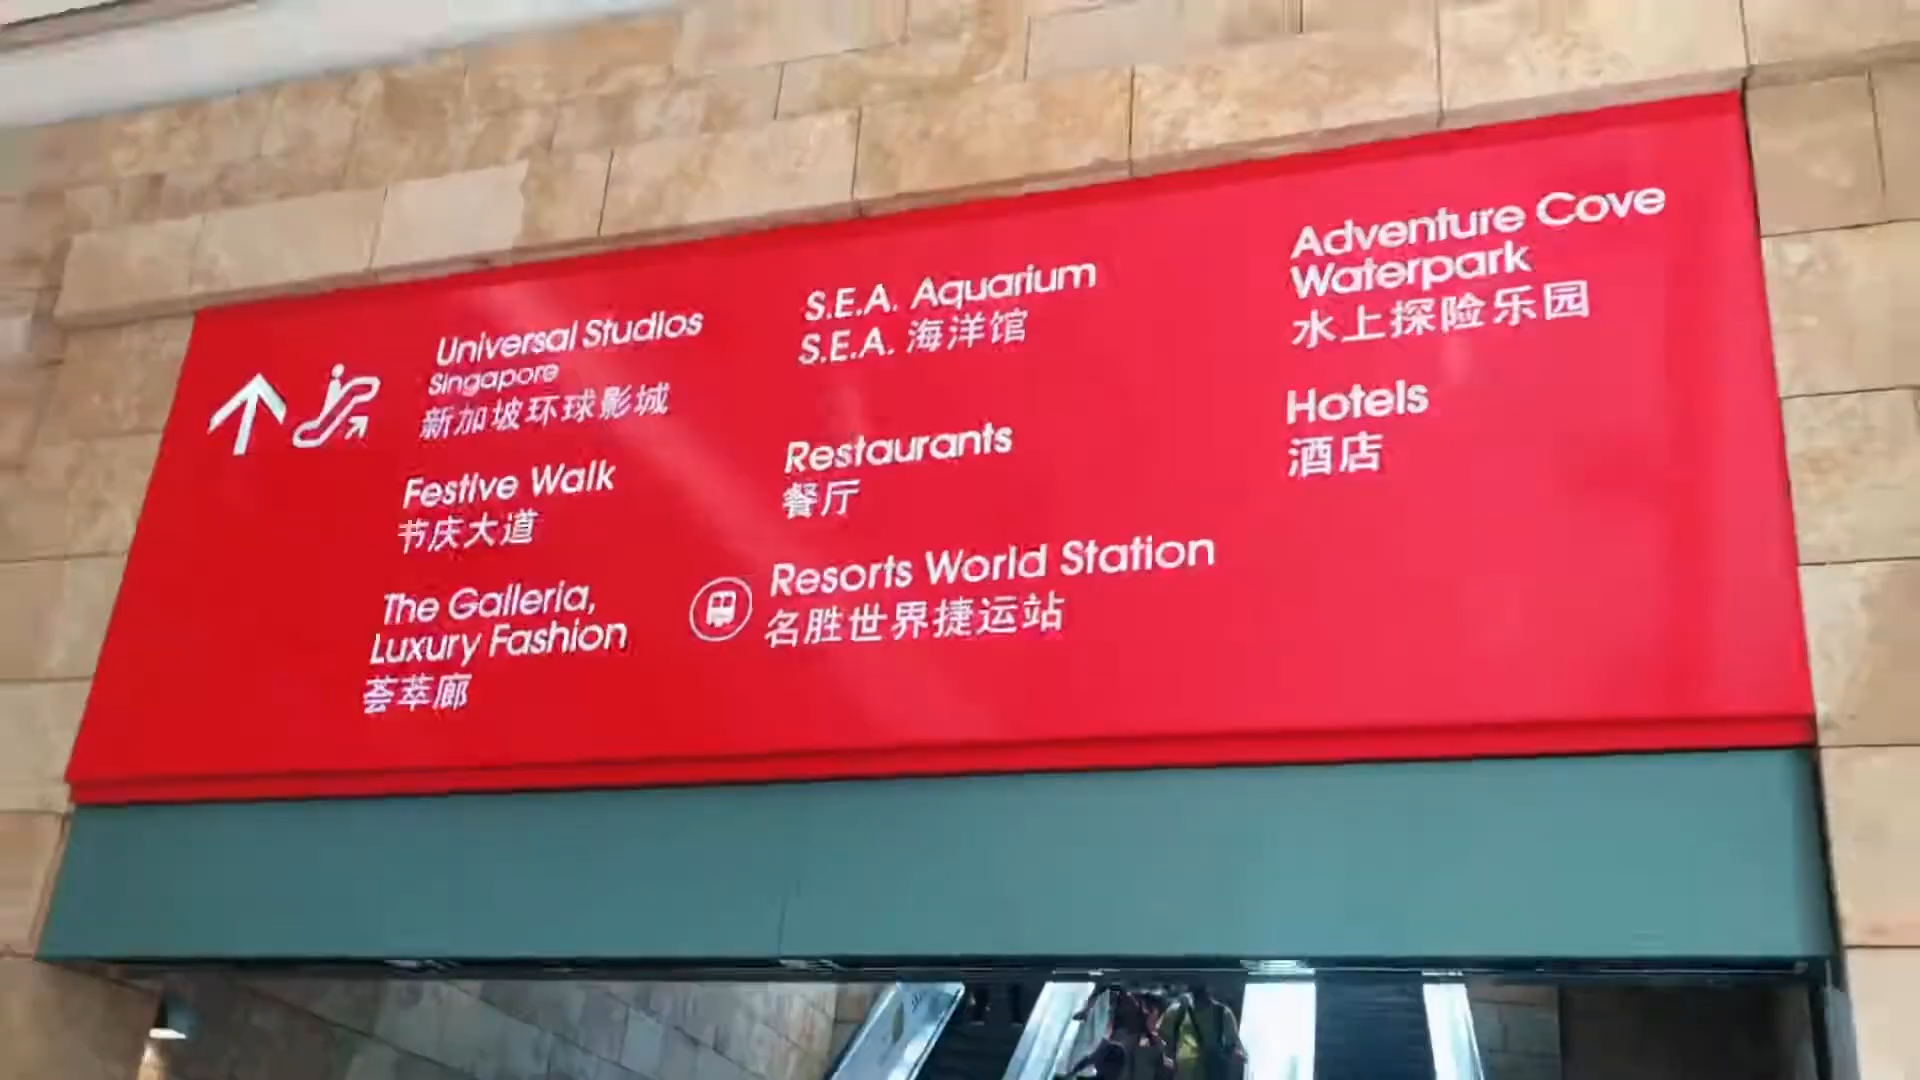 Universal Studios
Singapore
新加坡环球影城
Festive Walk
节庆大道
The Galleria,
Luxury Fashion
荟萃廊
S.E.A. Aquarium
S.E.A. 海洋馆
Restaurants
餐厅
Resorts World Station
名胜世界捷运站
Adventure Cove
Waterpark
水上探险乐园
Hotels
酒店